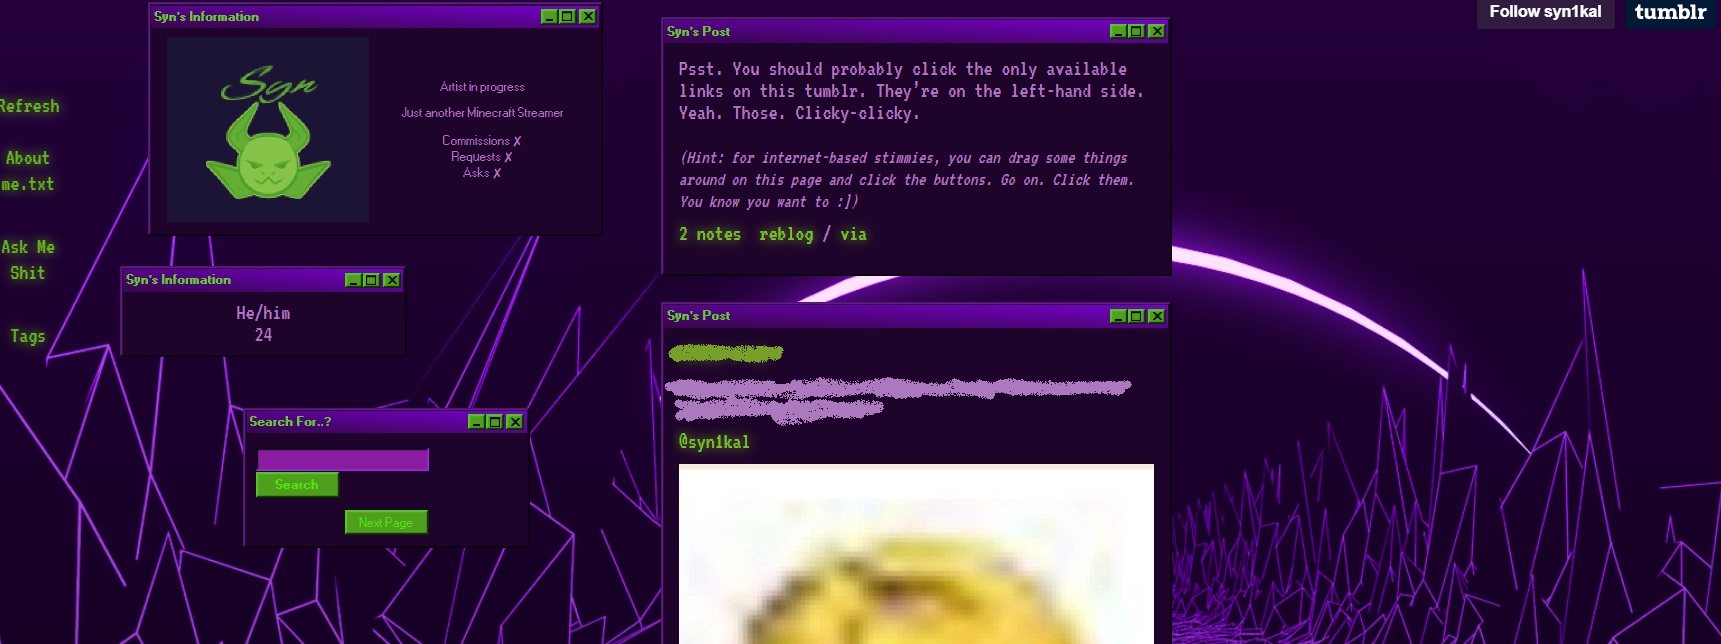 Follow syn1kal
tumblr
Refresh
About
me.txt
Ask Me
Shit
Tags
Syn's Information
Syn
Artist in progress
Just another Minecraft Streamer
Commissions ✗
Requests ✗
Asks ✗
Syn's Information
He/him
24
Search For..?
Search
Next Page
Syn's Post
Psst. You should probably click the only available
links on this tumblr. They're on the left-hand side.
Yeah. Those. Clicky-clicky.
(Hint: for internet-based stimmies, you can drag some things
around on this page and click the buttons. Go on. Click them.
You know you want to :])
2 notes reblog / via
Syn's Post
@syn1kal